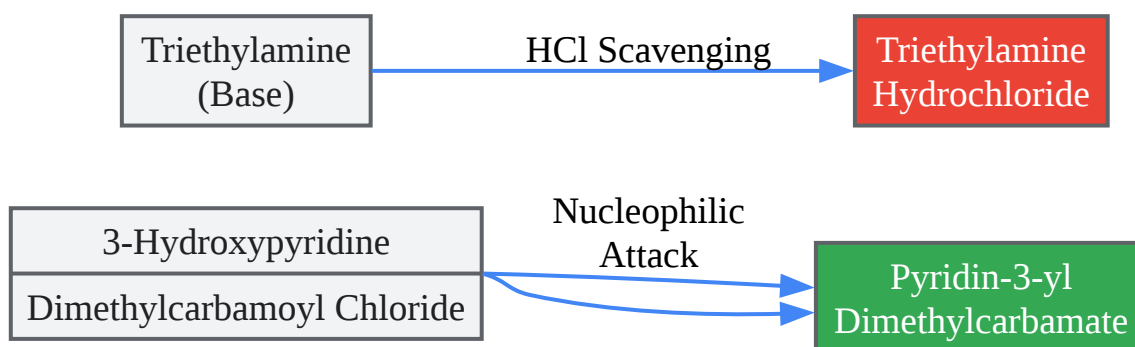 Triethylamine
(Base)
HCl Scavenging
Triethylamine
Hydrochloride
3-Hydroxypyridine
Dimethylcarbamoyl Chloride
Nucleophilic
Attack
Pyridin-3-yl
Dimethylcarbamate